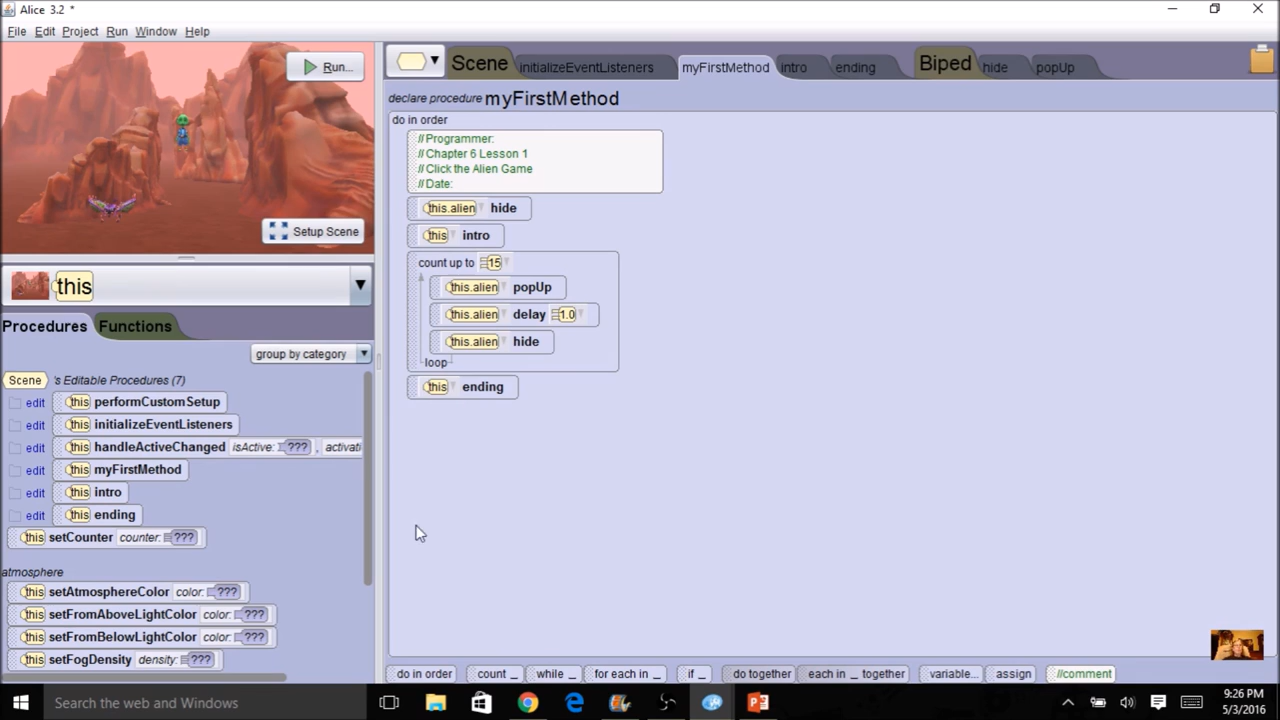 Alice 3.2 *
File Edit Project Run Window Help
Run...
Setup Scene
this
Procedures Functions
group by category
Scene 's Editable Procedures (7)
edit this performCustomSetup
edit this initializeEventListeners
edit this handleActiveChanged isActive: ??? , activati
edit this myFirstMethod
edit this intro
edit this ending
this setCounter counter: ???
atmosphere
this setAtmosphereColor color: ???
this setFromAboveLightColor color: ???
this setFromBelowLightColor color: ???
this setFogDensity density: ???
Scene initializeEventListeners myFirstMethod intro ending Biped hide popUp
declare procedure myFirstMethod
do in order
//Programmer:
//Chapter 6 Lesson 1
//Click the Alien Game
//Date:
this.alien hide
this intro
count up to 15
this.alien popUp
this.alien delay 1.0
this.alien hide
loop
this ending
do in order count _ while _ for each in _ if _ do together each in _ together variable... assign //comment
Search the web and Windows
9:26 PM
5/3/2016